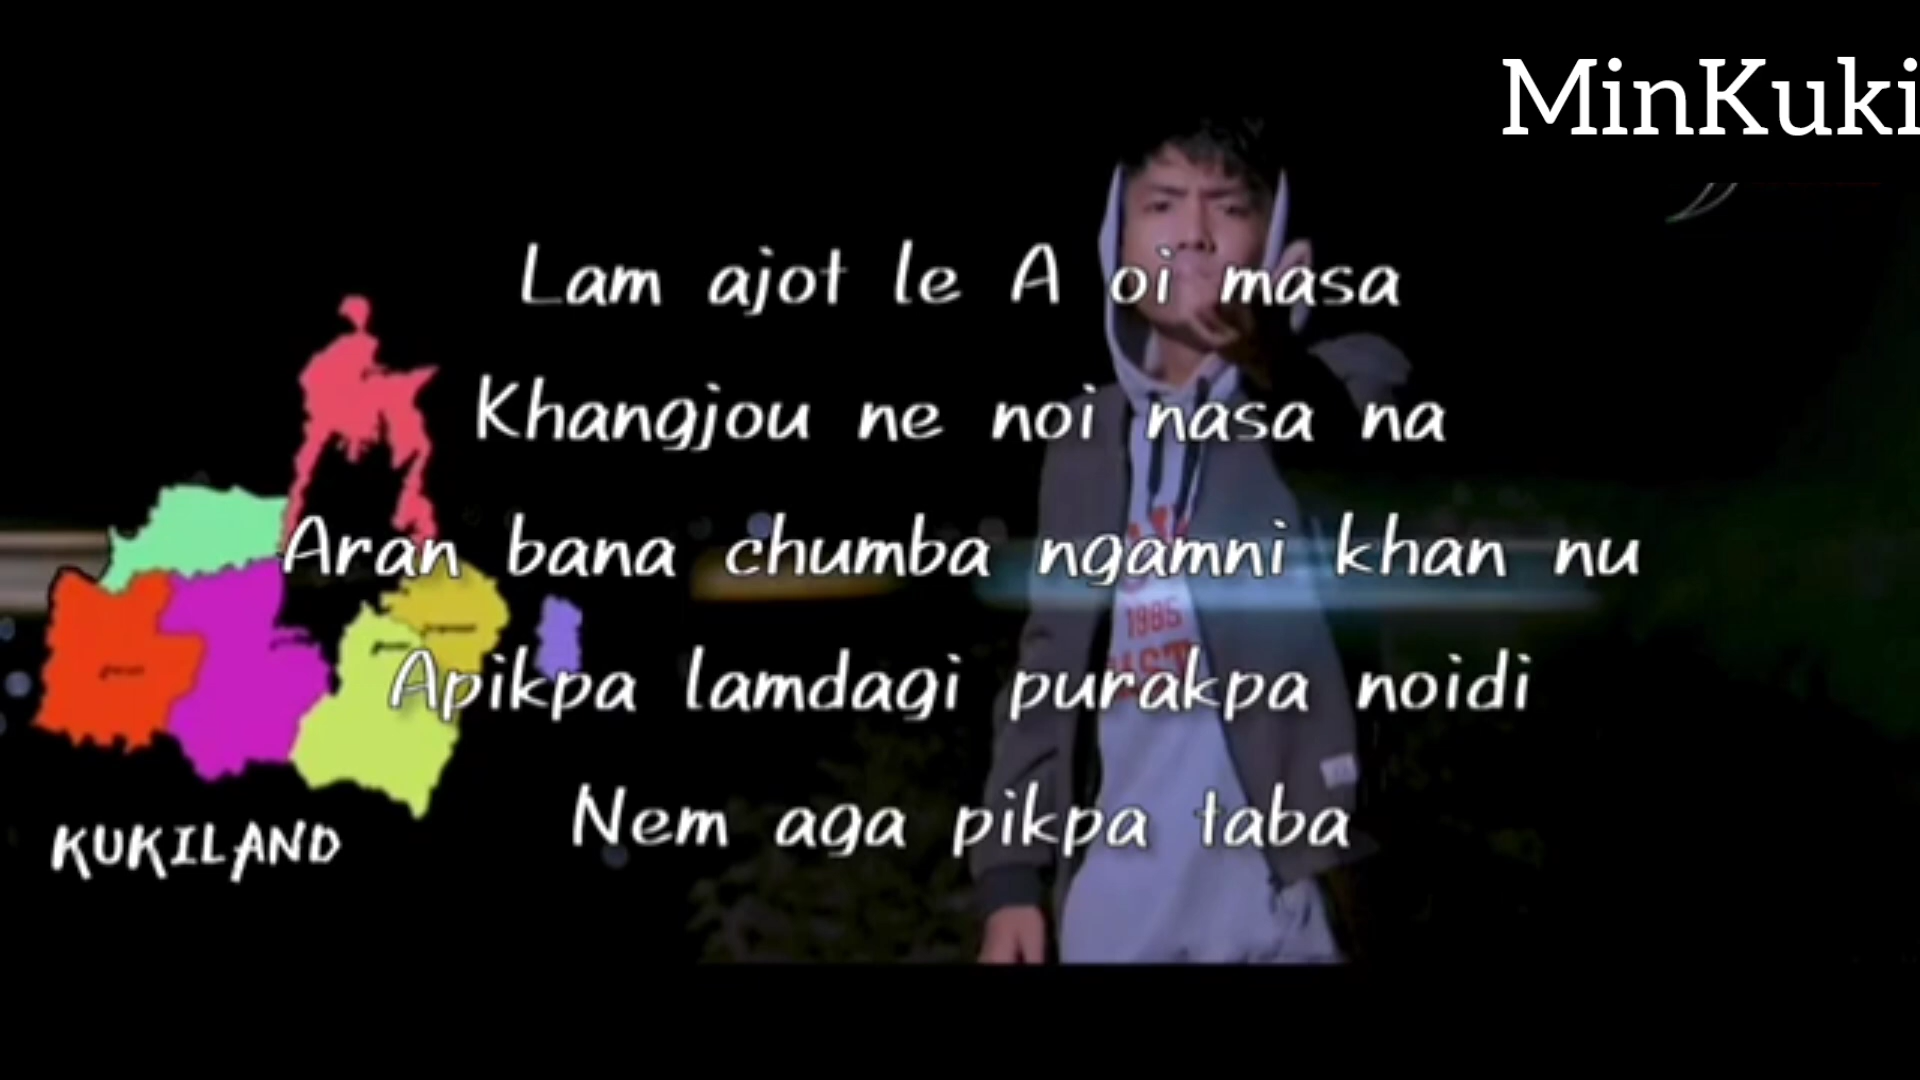 MinKuki
Lam ajot le A oi masa
Khangjou ne noi nasa na
Aran bana chumba ngamni khan nu
Apikpa lamdagi purakpa noidi
Nem aga pikpa taba
KUKILAND
1985